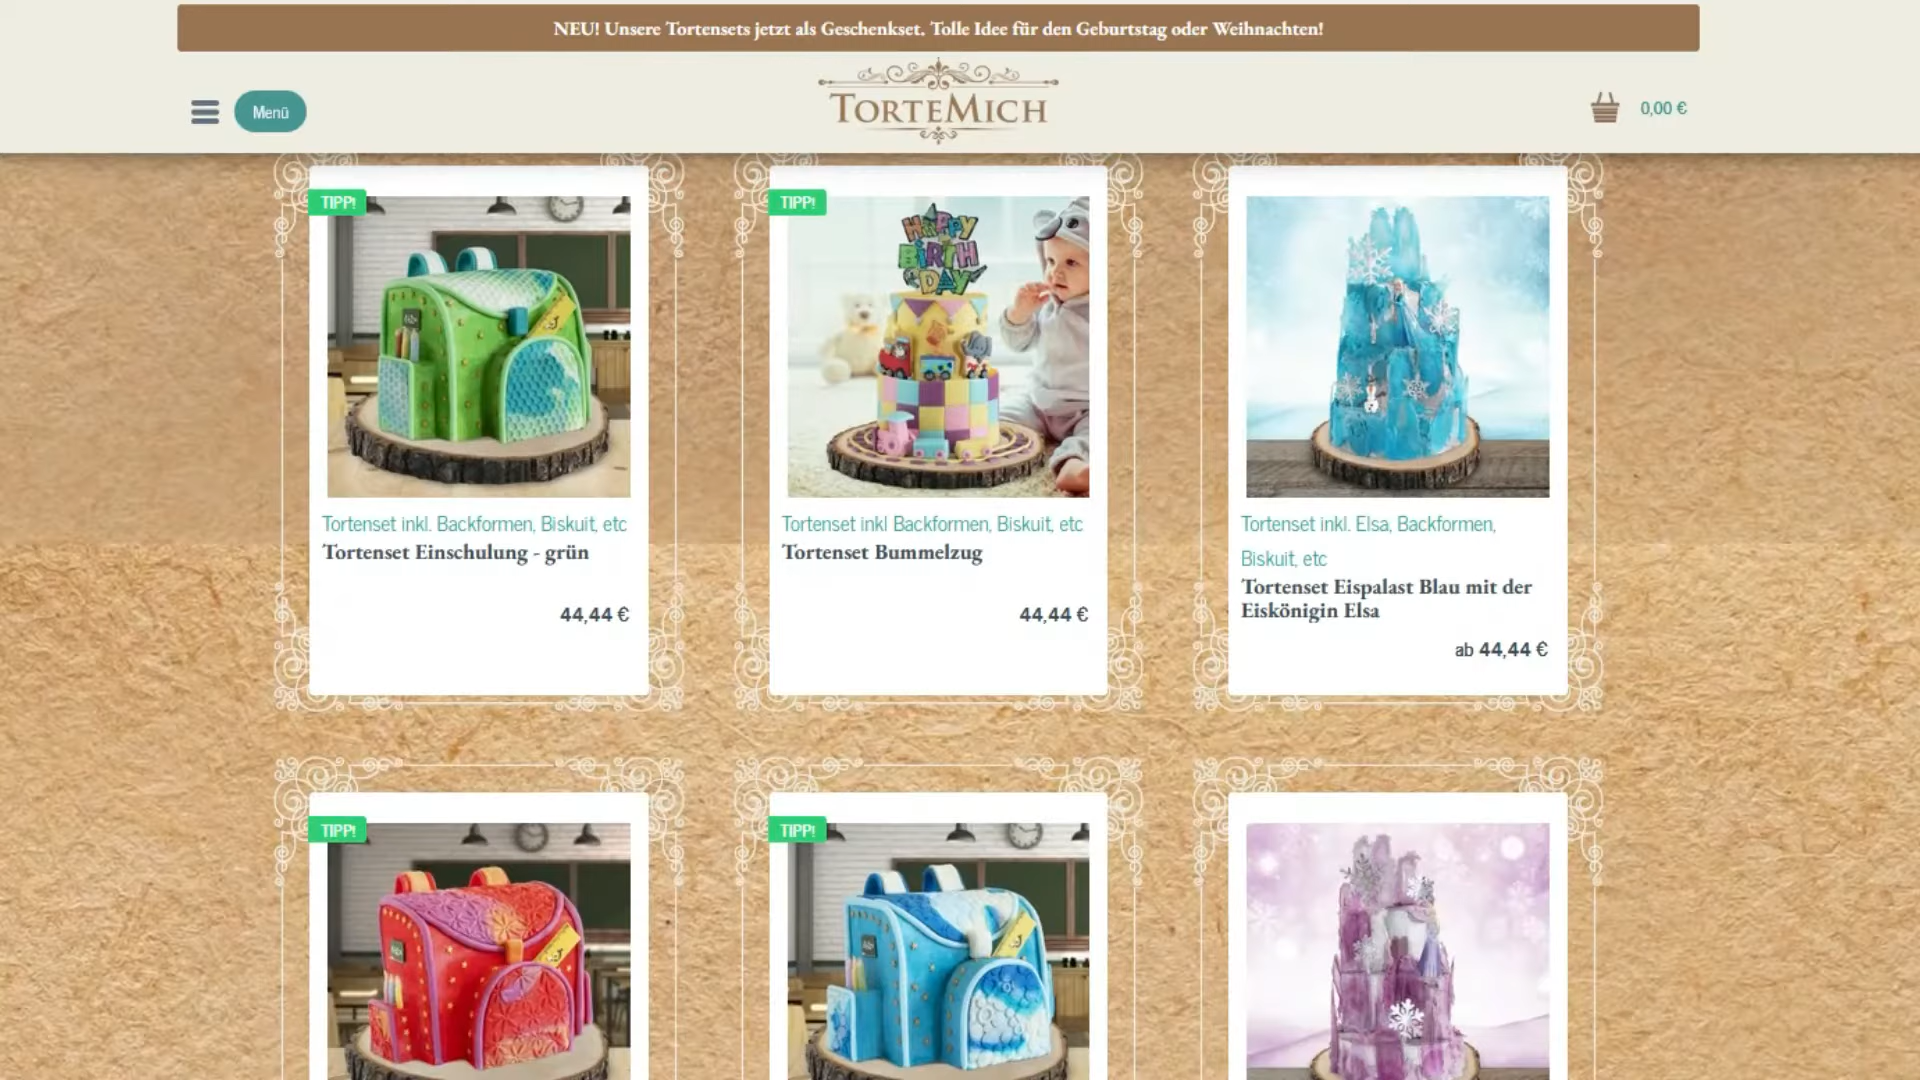 NEU! Unsere Tortensets jetzt als Geschenkset. Tolle Idee für den Geburtstag oder Weihnachten!
Menü
TORTEMICH
0,00 €
TIPP!
TIPP!
HAPPY
BIRTH
DAY
Tortenset inkl. Backformen, Biskuit, etc
Tortenset Einschulung - grün
44,44 €
Tortenset inkl Backformen, Biskuit, etc
Tortenset Bummelzug
44,44 €
Tortenset inkl. Elsa, Backformen,
Biskuit, etc
Tortenset Eispalast Blau mit der
Eiskönigin Elsa
ab 44,44 €
TIPP!
TIPP!